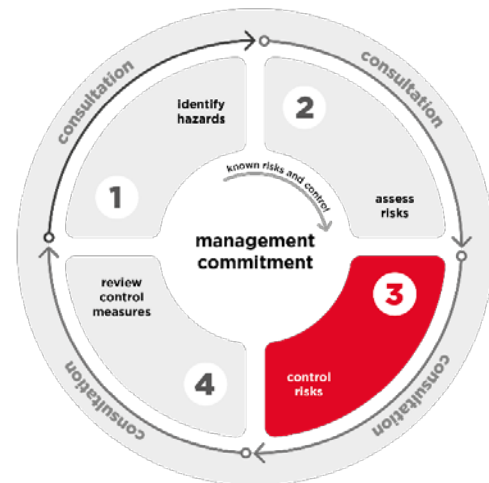 consultation
consultation
identify
hazards
2
1
known risks and control
assess
risks
management
commitment
review
control
measures
3
4
control
risks
consultation
consultation